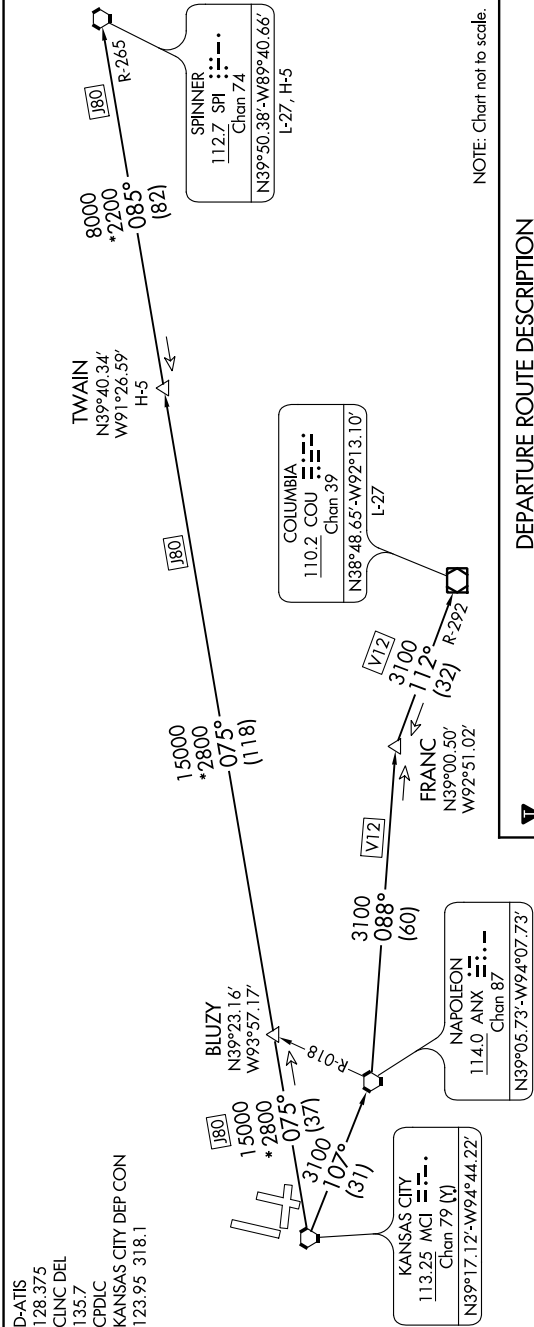 D-ATIS
128.375
CLNC DEL
135.7
CPDLC
KANSAS CITY DEP CON
123.95 318.1
J80
15000
*2800
075°
(37)
3100
107°
(31)
KANSAS CITY
113.25 MCI
Chan 79 (Y)
N39°17.12'-W94°44.22'
BLUZY
N39°23.16'
W93°57.17'
R-018
NAPOLEON
114.0 ANX
Chan 87
N39°05.73'-W94°07.73'
15000
*2800
075°
(118)
J80
3100
088°
(60)
V12
FRANC
N39°00.50'
W92°51.02'
V12
3100
112°
(32)
R-292
COLUMBIA
110.2 COU
Chan 39
N38°48.65'-W92°13.10'
L-27
TWAIN
N39°40.34'
W91°26.59'
H-5
8000
*2200
085°
(82)
J80
R-265
SPINNER
112.7 SPI
Chan 74
N39°50.38'-W89°40.66'
L-27, H-5
NOTE: Chart not to scale.
T
DEPARTURE ROUTE DESCRIPTION